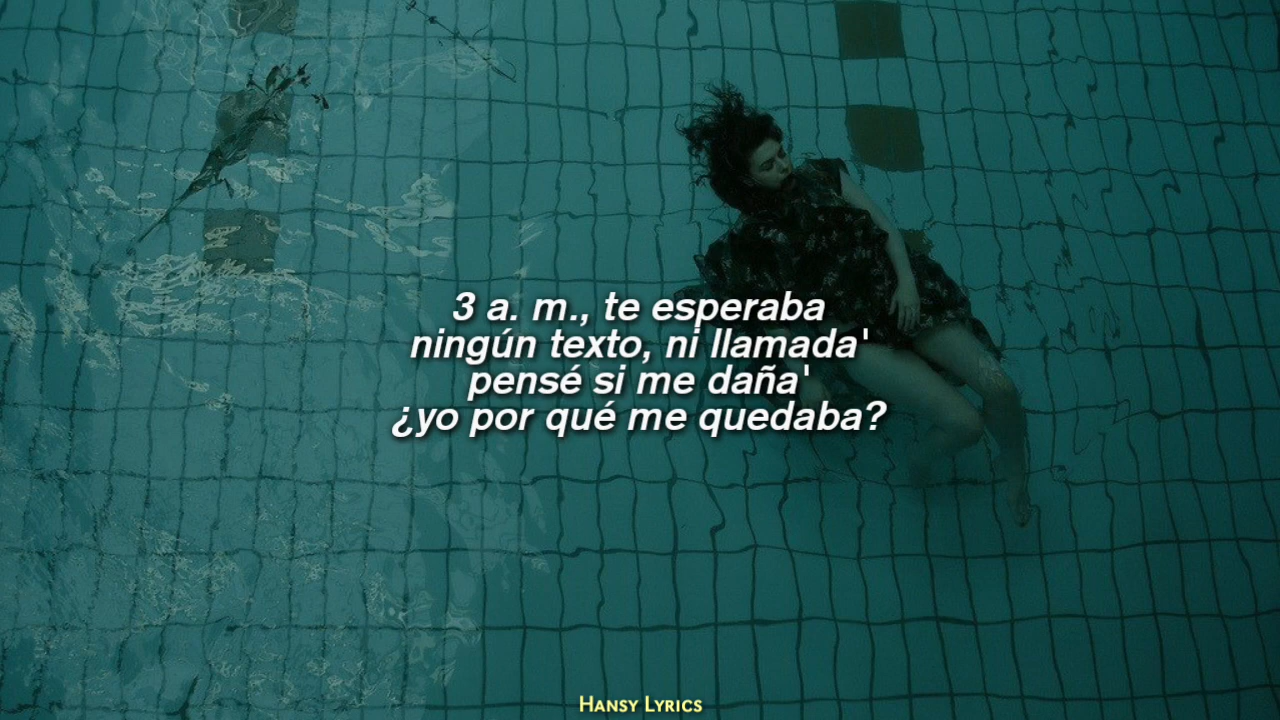 3 a. m., te esperaba
ningún texto, ni llamada'
pensé si me daña'
¿yo por qué me quedaba?
Hansy Lyrics